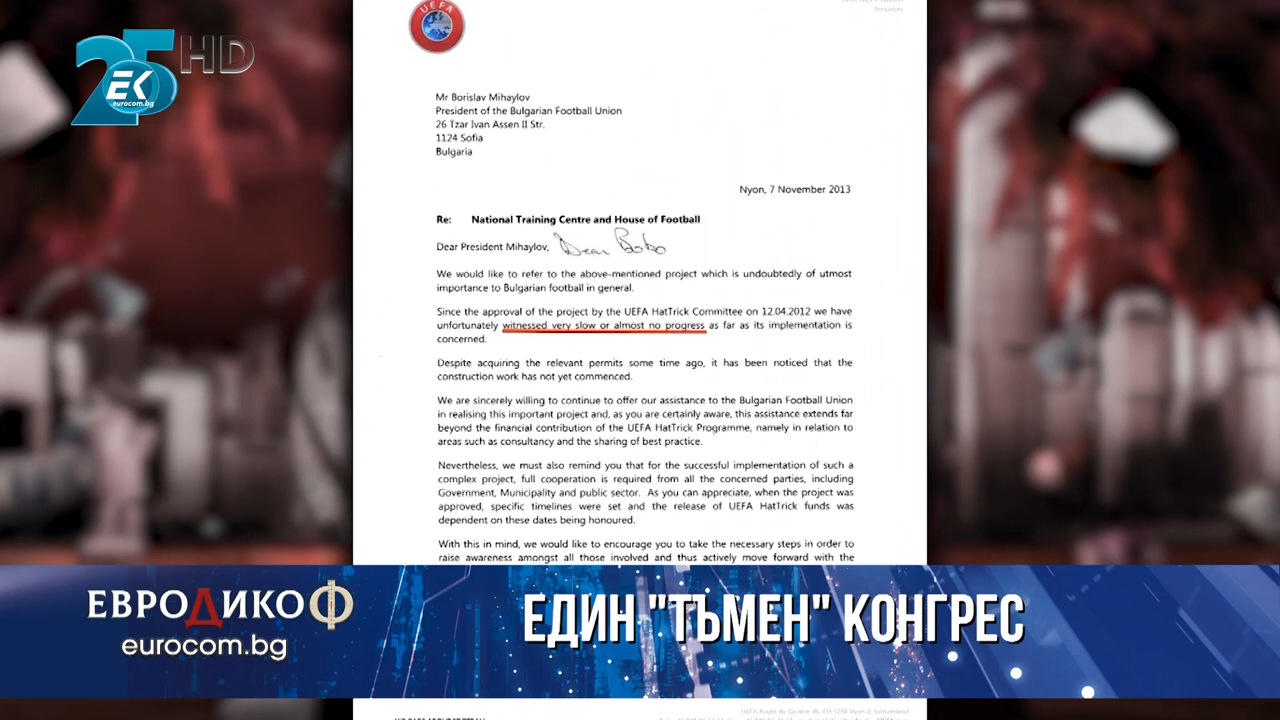 UEFA
25 HD
EK
eurocom.bg
Mr Borislav Mihaylov
President of the Bulgarian Football Union
26 Tzar Ivan Assen II Str.
1124 Sofia
Bulgaria
Nyon, 7 November 2013
Re: National Training Centre and House of Football
Dear President Mihaylov, Dear Bobo
We would like to refer to the above-mentioned project which is undoubtedly of utmost
importance to Bulgarian football in general.
Since the approval of the project by the UEFA HatTrick Committee on 12.04.2012 we have
unfortunately witnessed very slow or almost no progress as far as its implementation is
concerned.
Despite acquiring the relevant permits some time ago, it has been noticed that the
construction work has not yet commenced.
We are sincerely willing to continue to offer our assistance to the Bulgarian Football Union
in realising this important project and, as you are certainly aware, this assistance extends far
beyond the financial contribution of the UEFA HatTrick Programme, namely in relation to
areas such as consultancy and the sharing of best practice.
Nevertheless, we must also remind you that for the successful implementation of such a
complex project, full cooperation is required from all the concerned parties, including
Government, Municipality and public sector. As you can appreciate, when the project was
approved, specific timelines were set and the release of UEFA HatTrick funds was
dependent on these dates being honoured.
With this in mind, we would like to encourage you to take the necessary steps in order to
raise awareness amongst all those involved and thus actively move forward with the
ЕВРОДИКОФ
eurocom.bg
ЕДИН "ТЪМЕН" КОНГРЕС